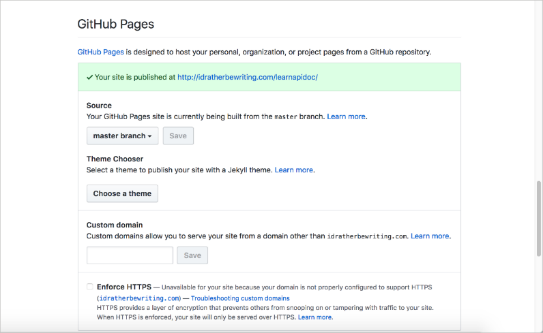 GitHub Pages
GitHub Pages is designed to host your personal, organization, or project pages from a GitHub repository.
✓ Your site is published at http://idratherbewriting.com/learnapidoc/
Source
Your GitHub Pages site is currently being built from the master branch. Learn more.
master branch Save
Theme Chooser
Select a theme to publish your site with a Jekyll theme. Learn more.
Choose a theme
Custom domain
Custom domains allow you to serve your site from a domain other than idratherbewriting.com. Learn more.
Save
Enforce HTTPS — Unavailable for your site because your domain is not properly configured to support HTTPS
(idratherbewriting.com) — Troubleshooting custom domains
HTTPS provides a layer of encryption that prevents others from snooping on or tampering with traffic to your site.
When HTTPS is enforced, your site will only be served over HTTPS. Learn more.